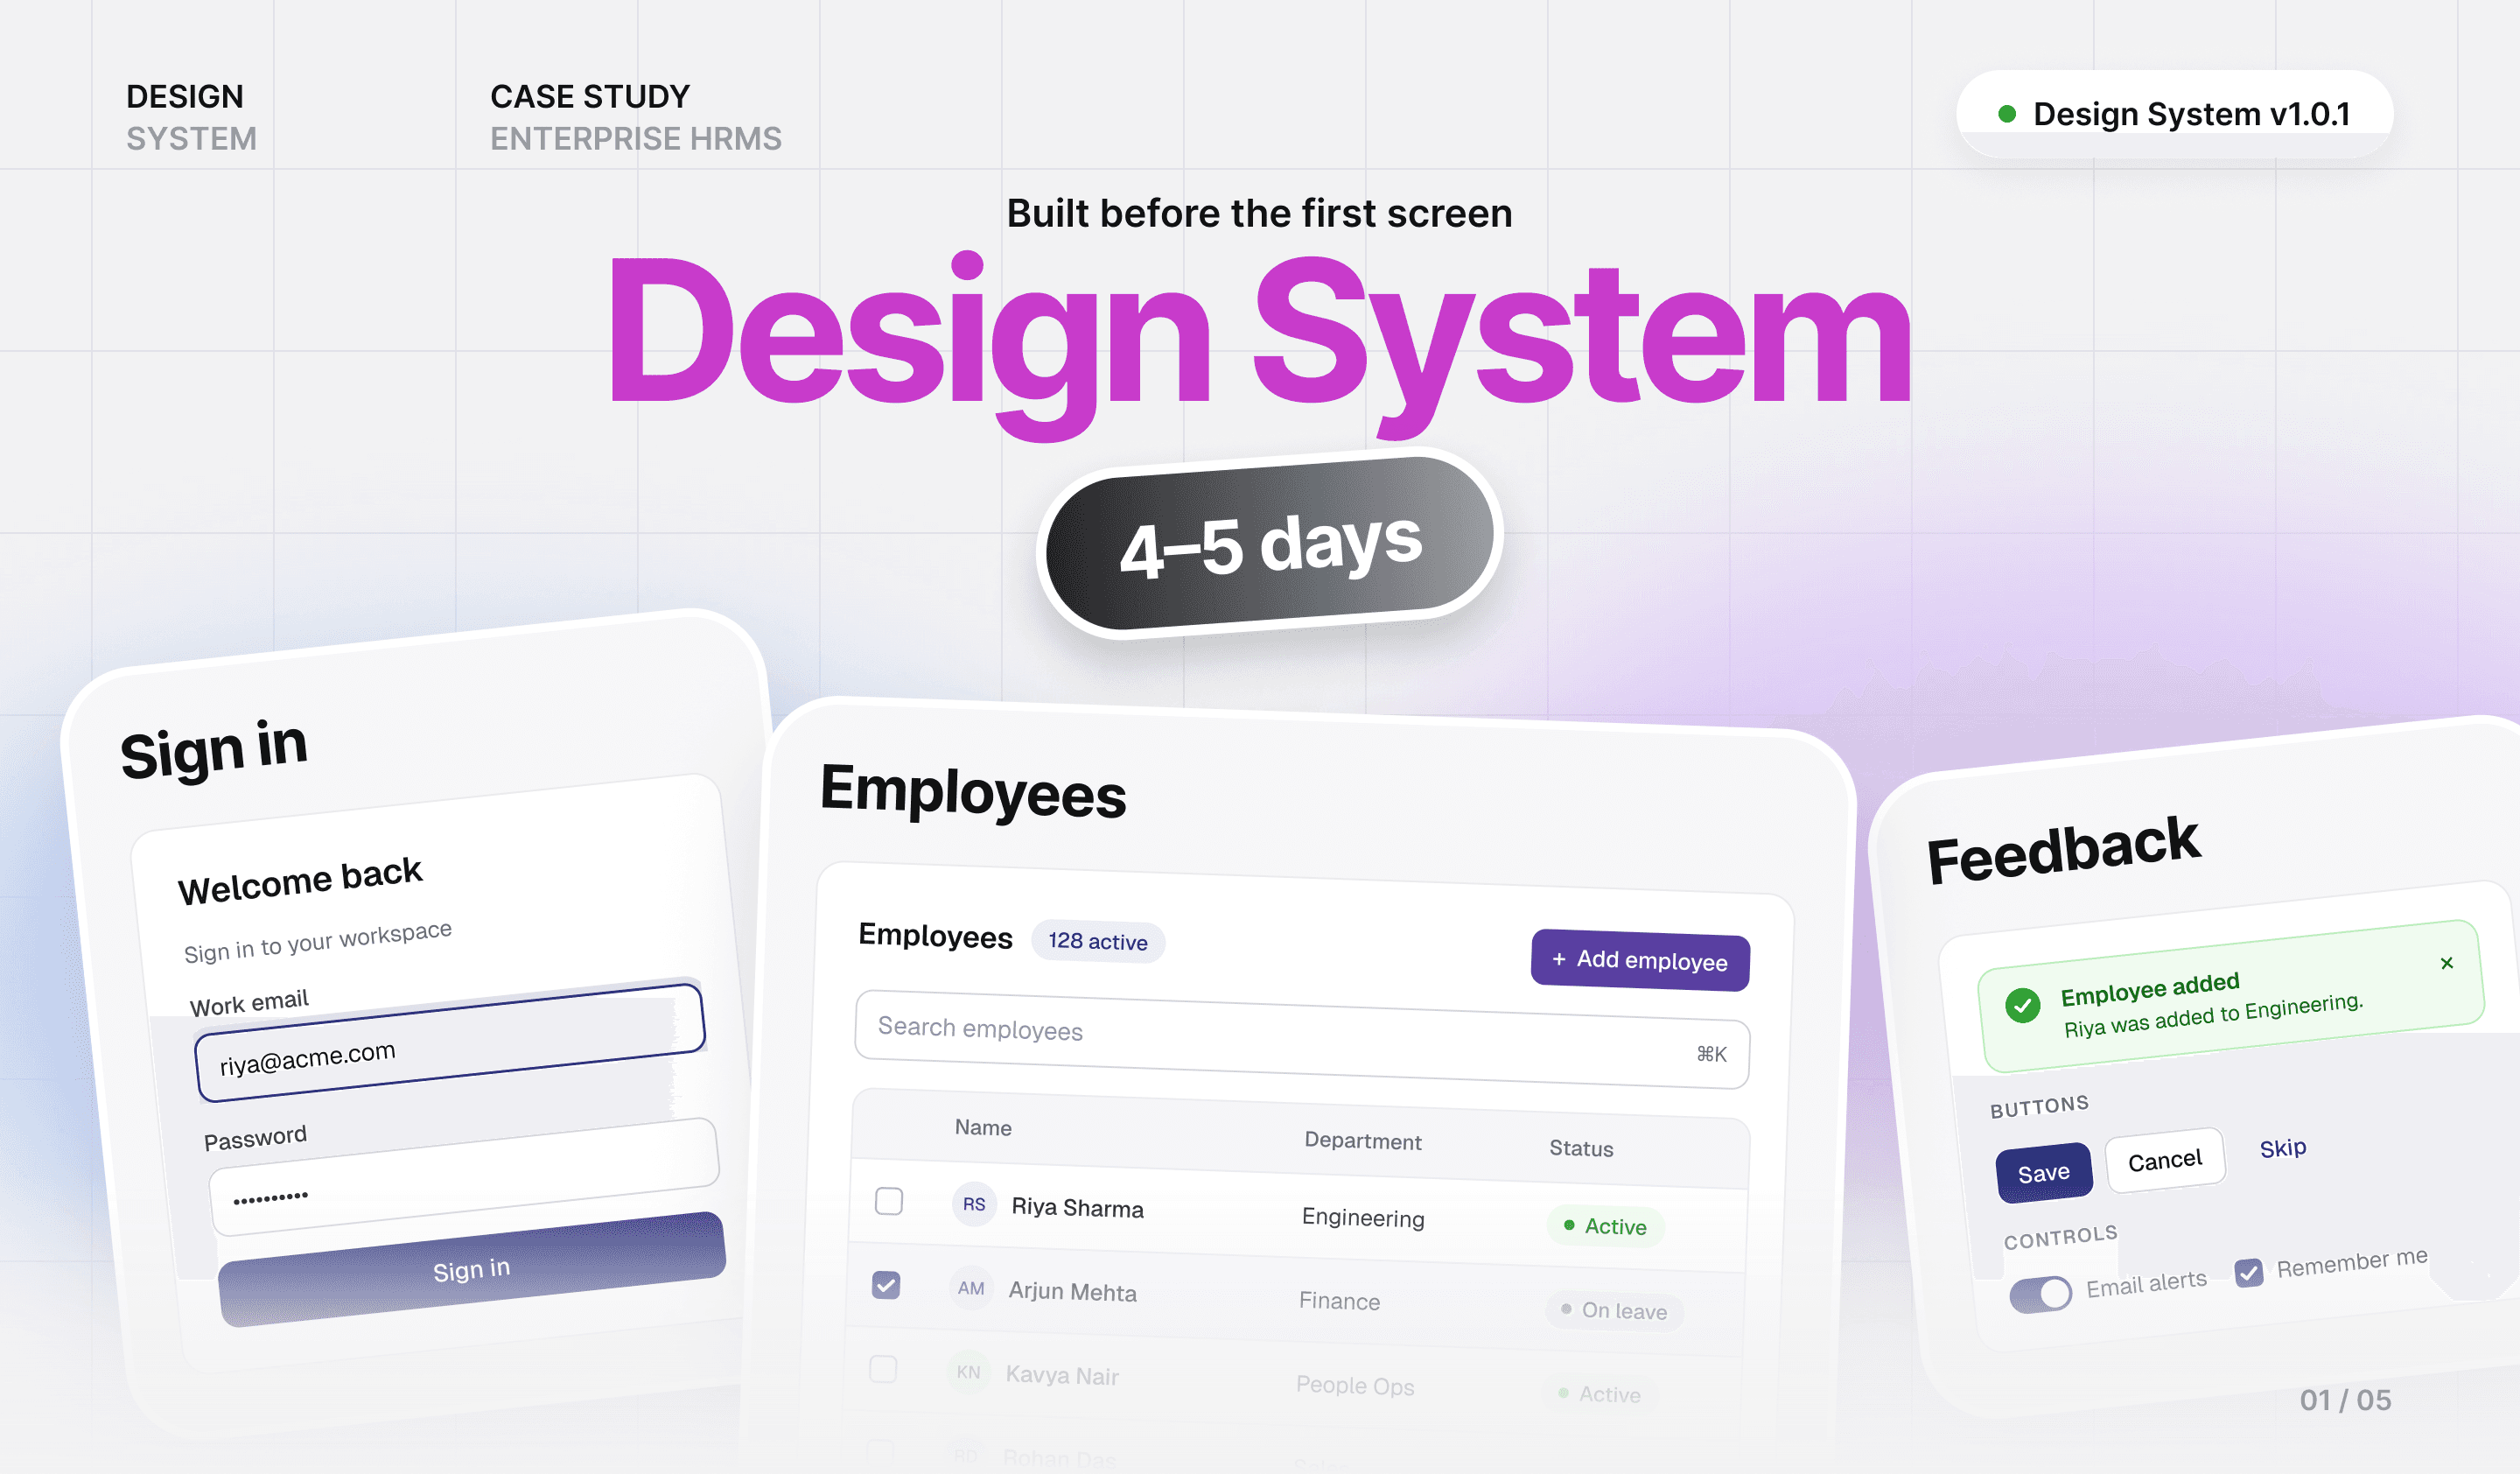 DESIGN
SYSTEM
CASE STUDY
ENTERPRISE HRMS
Design System v1.0.1
Built before the first screen
Design System
4–5 days
Sign in
Welcome back
Sign in to your workspace
Work email
riya@acme.com
Password
••••••••••
Sign in
Employees
Employees 128 active
+ Add employee
Search employees ⌘K
Name Department Status
RS Riya Sharma Engineering Active
AM Arjun Mehta Finance On leave
KN Kavya Nair People Ops Active
RD Rohan Das Sales
Feedback
Employee added
Riya was added to Engineering.
BUTTONS
Save Cancel Skip
CONTROLS
Email alerts Remember me
01 / 05